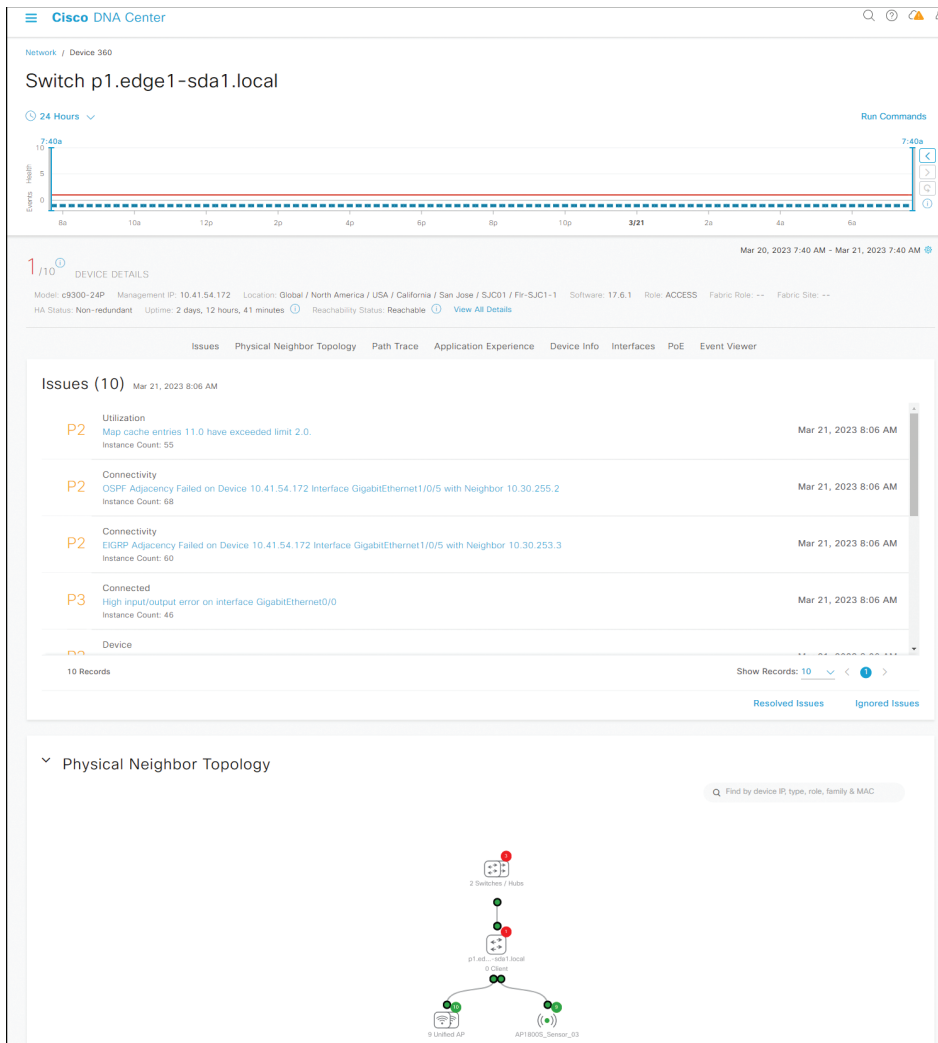 Cisco DNA Center
Network / Device 360
Switch p1.edge1-sda1.local
24 Hours
Run Commands
7:40a
7:40a
10
5
0
Health
Events
8a
10a
12p
2p
4p
6p
8p
10p
3/21
2a
4a
6a
Mar 20, 2023 7:40 AM - Mar 21, 2023 7:40 AM
1/10 DEVICE DETAILS
Model: c9300-24P Management IP: 10.41.54.172 Location: Global / North America / USA / California / San Jose / SJC01 / Flr-SJC1-1 Software: 17.6.1 Role: ACCESS Fabric Role: -- Fabric Site: --
HA Status: Non-redundant Uptime: 2 days, 12 hours, 41 minutes Reachability Status: Reachable View All Details
Issues Physical Neighbor Topology Path Trace Application Experience Device Info Interfaces PoE Event Viewer
Issues (10) Mar 21, 2023 8:06 AM
Utilization
P2 Map cache entries 11.0 have exceeded limit 2.0. Mar 21, 2023 8:06 AM
Instance Count: 55
Connectivity
P2 OSPF Adjacency Failed on Device 10.41.54.172 Interface GigabitEthernet1/0/5 with Neighbor 10.30.255.2 Mar 21, 2023 8:06 AM
Instance Count: 68
Connectivity
P2 EIGRP Adjacency Failed on Device 10.41.54.172 Interface GigabitEthernet1/0/5 with Neighbor 10.30.253.3 Mar 21, 2023 8:06 AM
Instance Count: 60
Connected
P3 High input/output error on interface GigabitEthernet0/0 Mar 21, 2023 8:06 AM
Instance Count: 46
Device
10 Records
Show Records: 10 1
Resolved Issues Ignored Issues
Physical Neighbor Topology
Find by device IP, type, role, family & MAC
2 Switches / Hubs
1
p1.ed...-sda1.local
0 Client
10
9 Unified AP
AP18005_Sensor_03